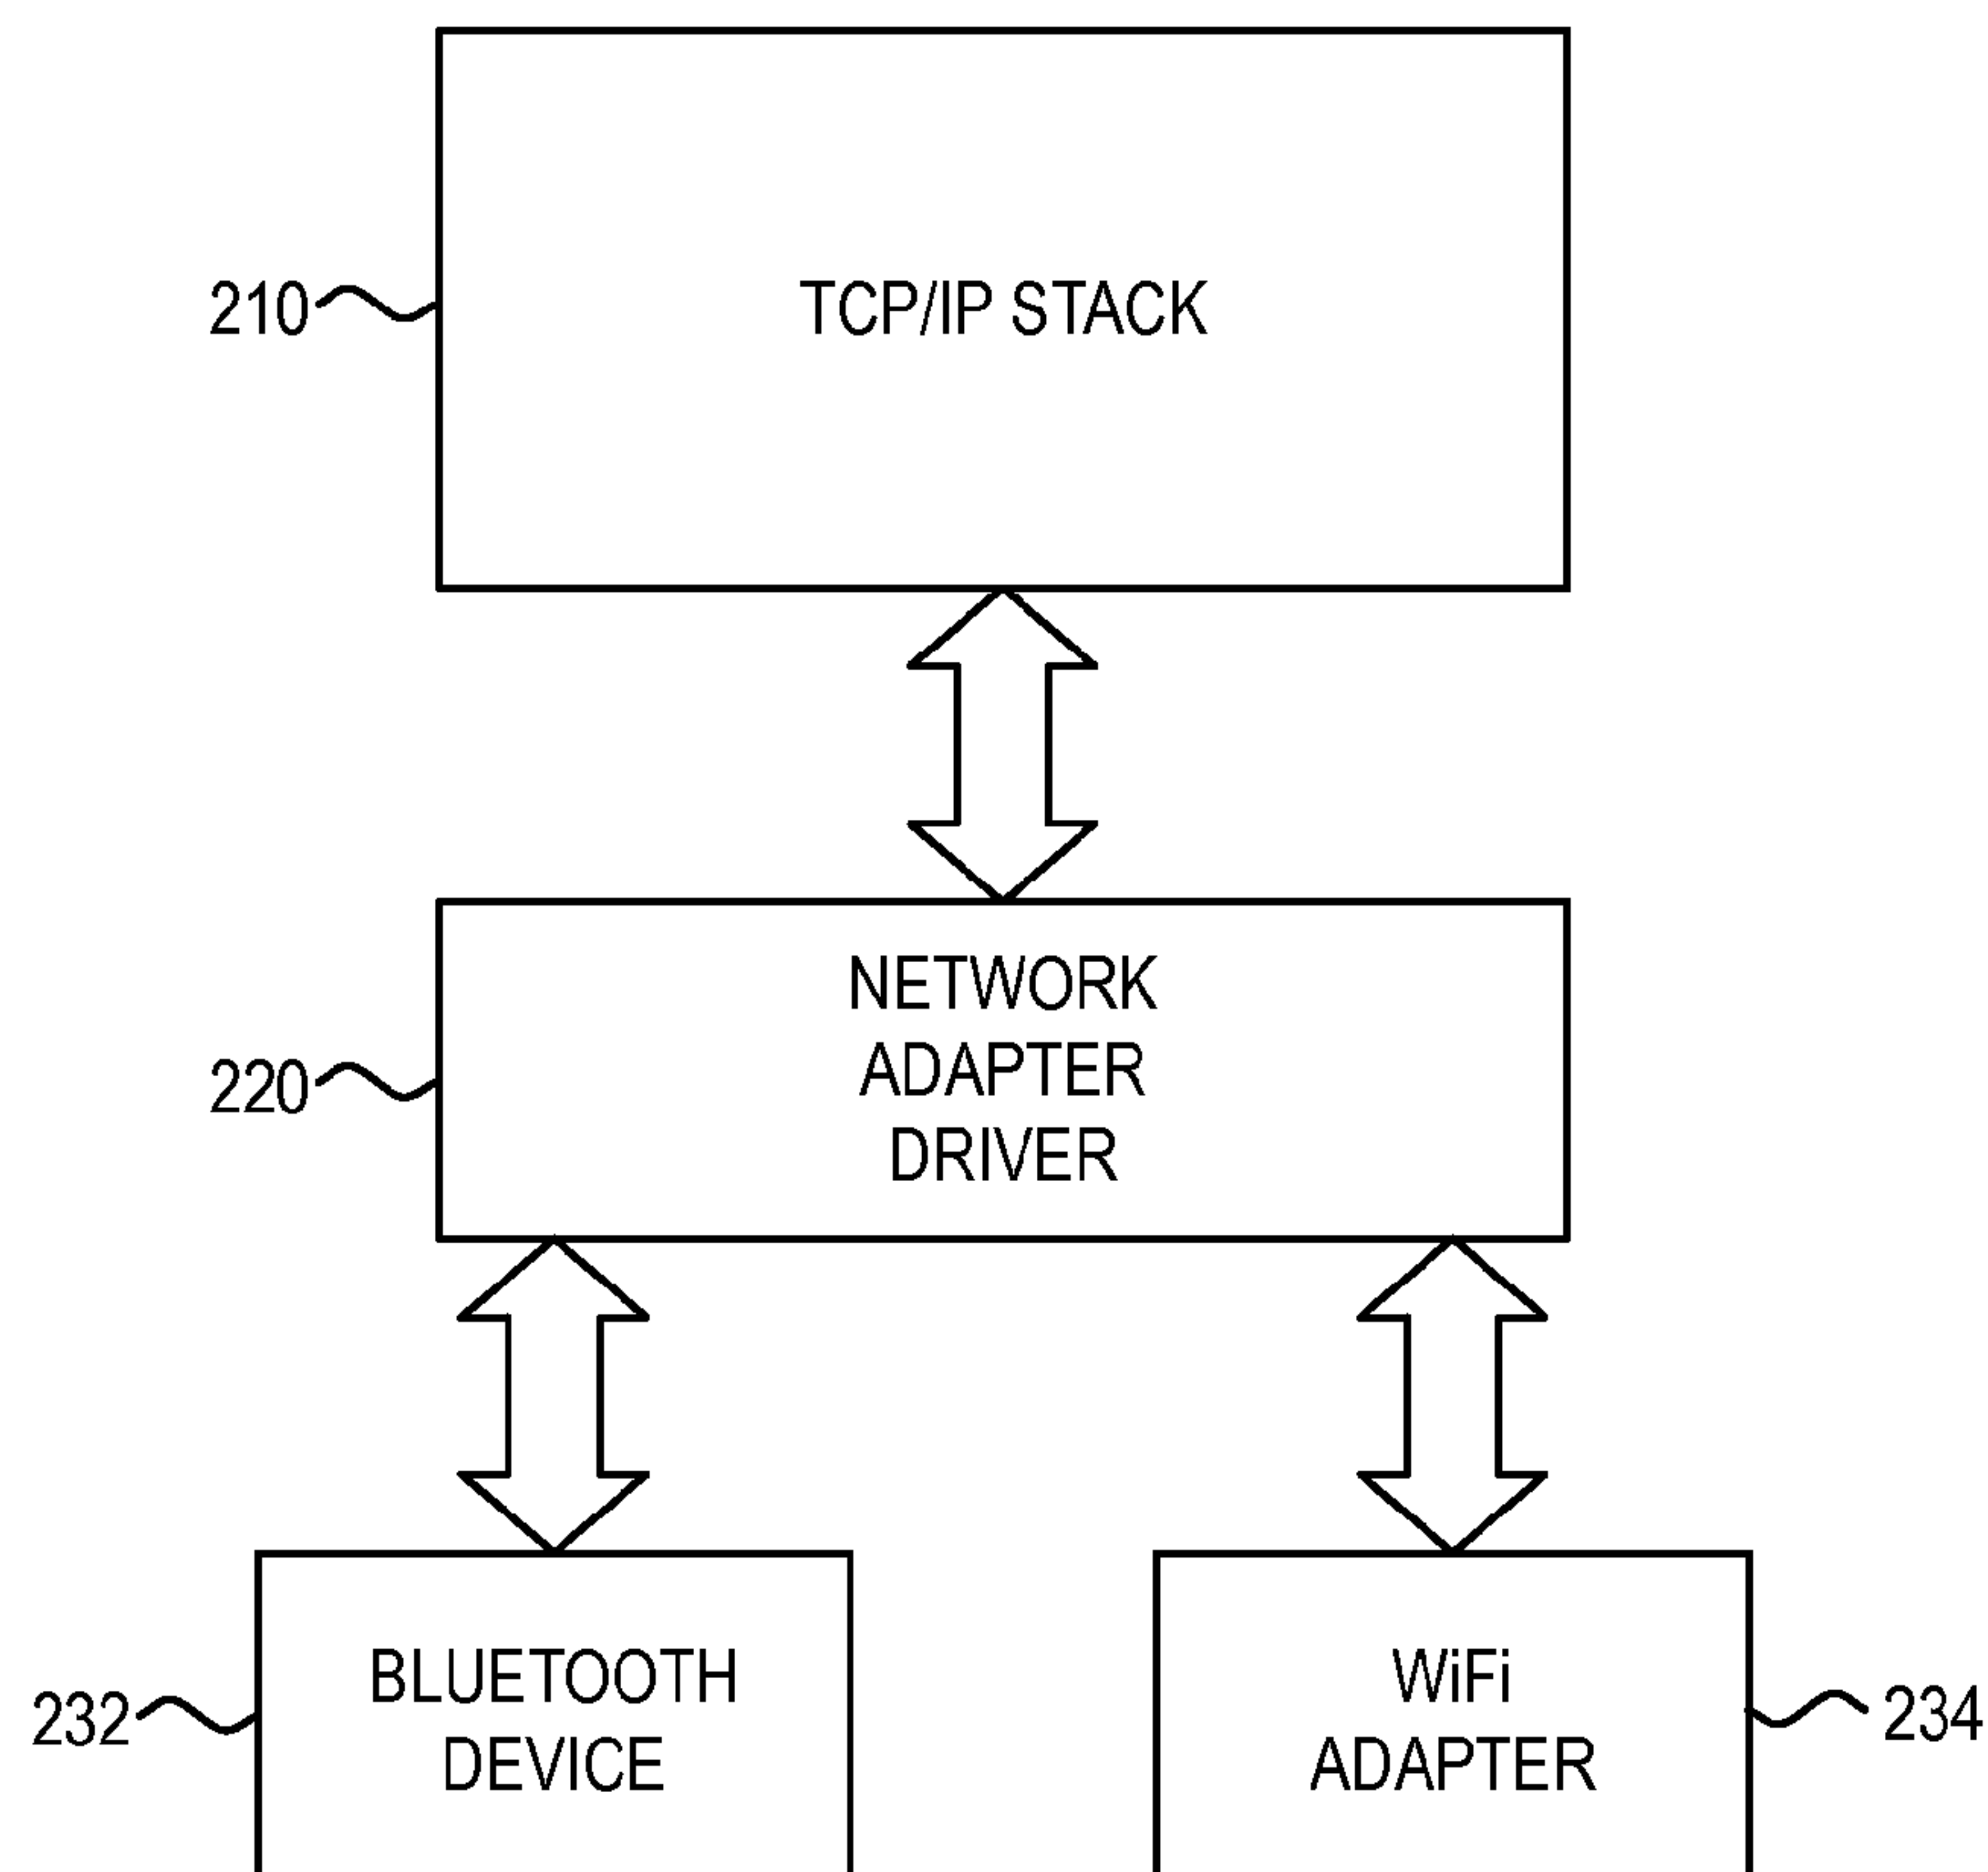 210
TCP/IP STACK
220
NETWORK
ADAPTER
DRIVER
232
BLUETOOTH
DEVICE
WiFi
ADAPTER
234